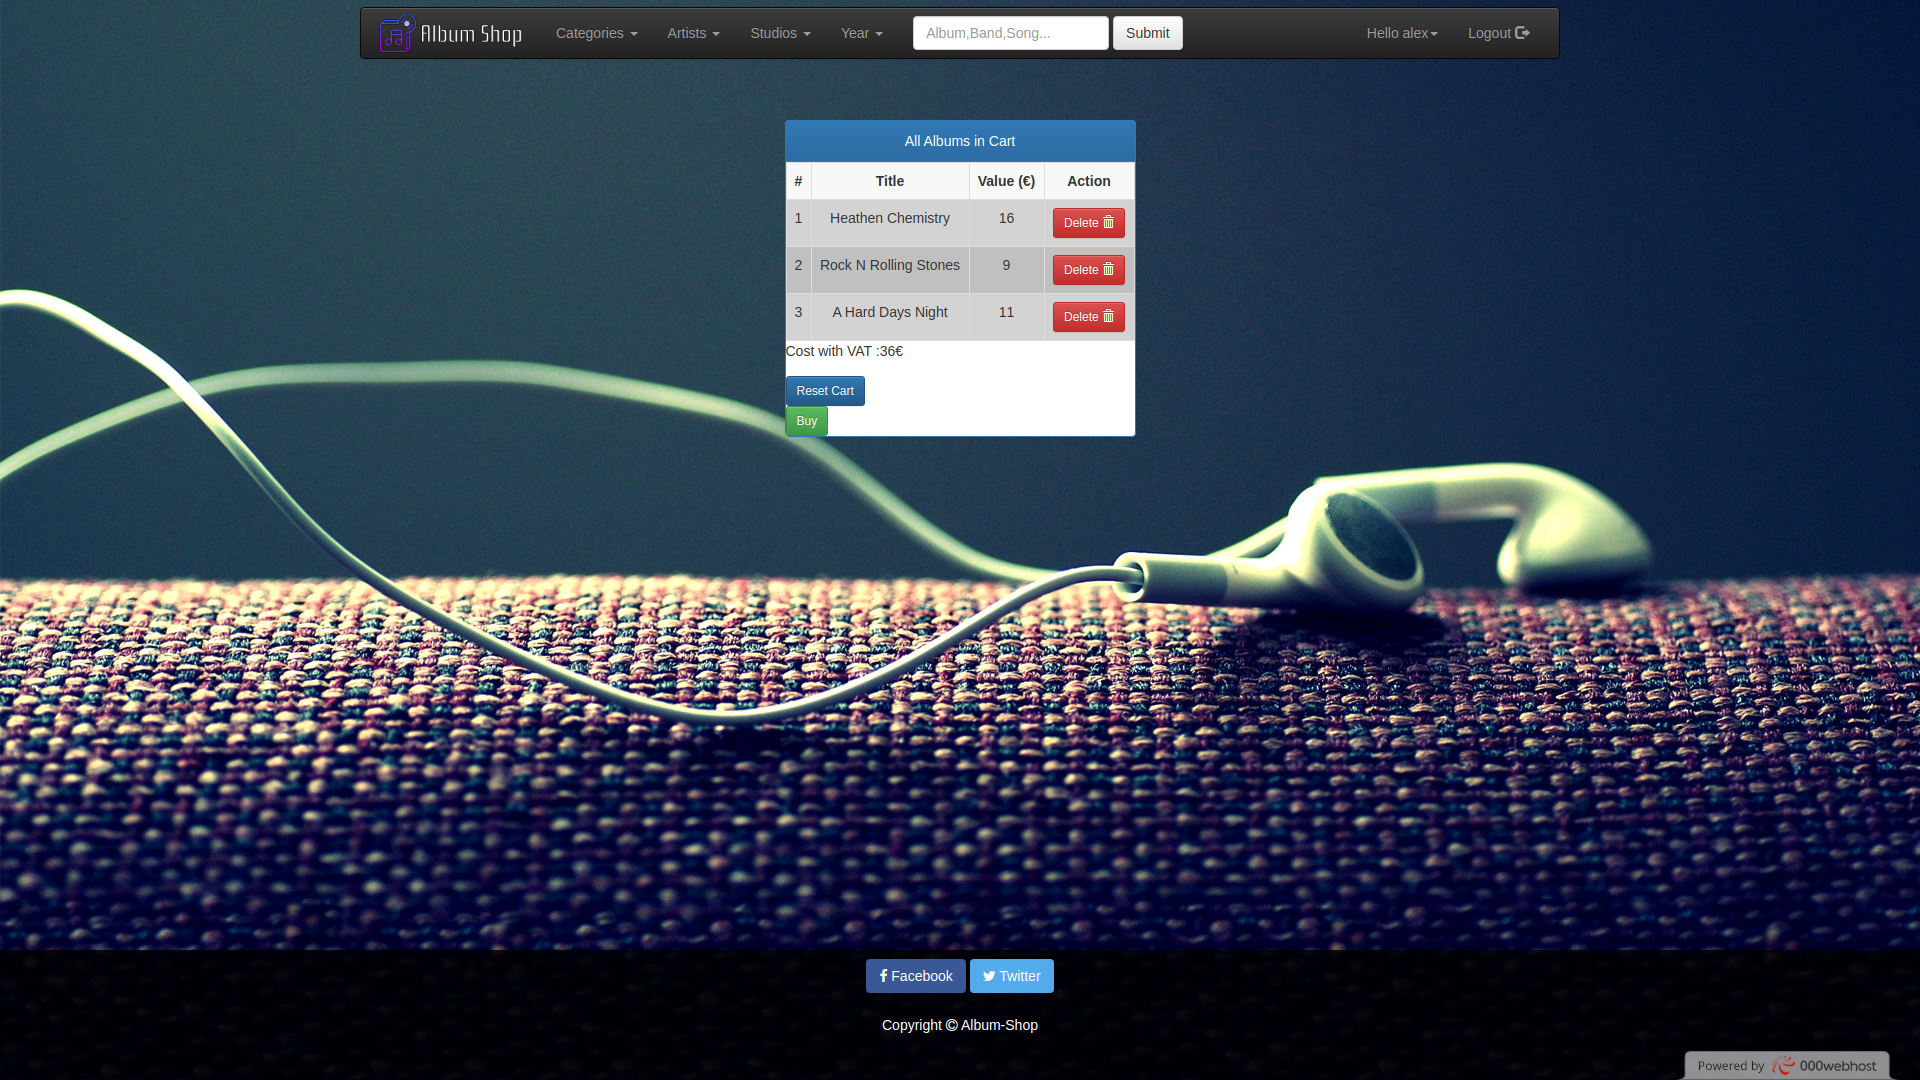 Album Shop Categories Artists Studios Year Album,Band,Song... Submit Hello alex Logout
All Albums in Cart
# Title Value (€) Action
1 Heathen Chemistry 16 Delete
2 Rock N Rolling Stones 9 Delete
3 A Hard Days Night 11 Delete
Cost with VAT :36€
Reset Cart
Buy
Facebook Twitter
Copyright © Album-Shop
Powered by 000webhost